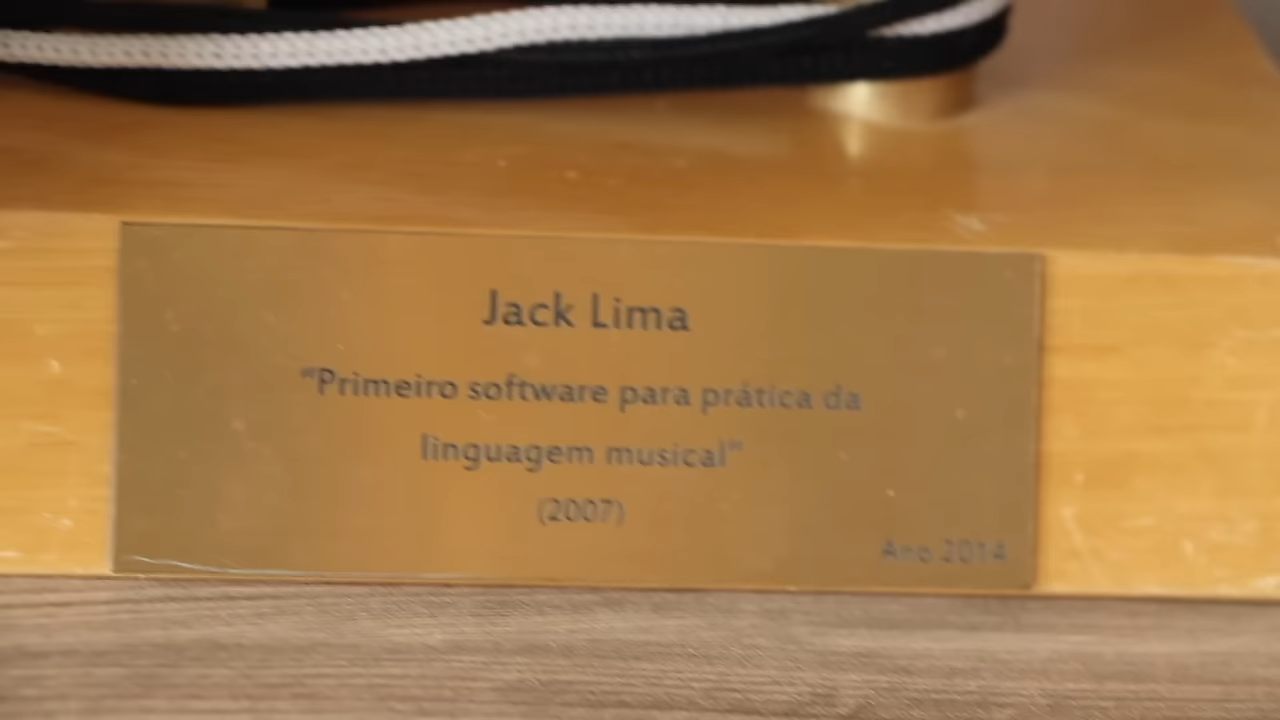 Jack Lima
"Primeiro software para prática da
linguagem musical"
(2007)
Ano 2014